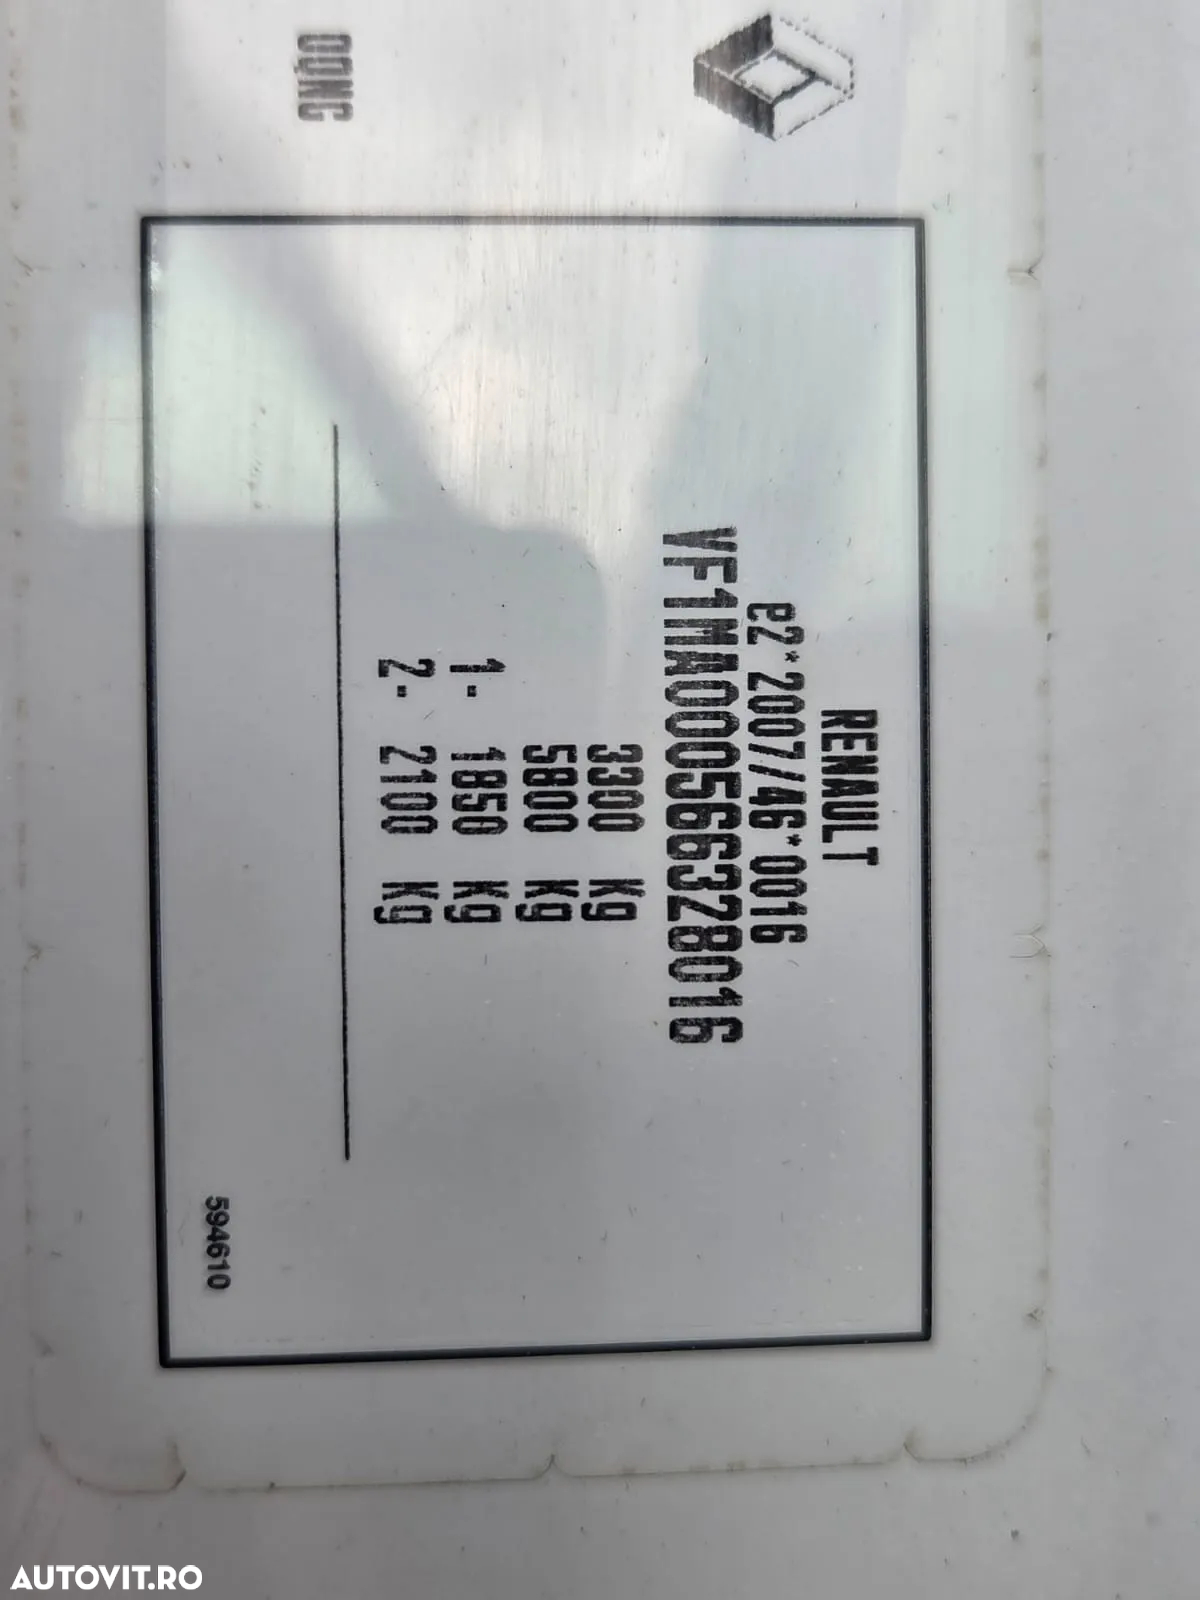 RENAULT
e2*2007/46*0016
VF1MA000566328016
3300 Kg
5800 Kg
1- 1850 Kg
2- 2100 Kg
594610
AUTOVIT.RO